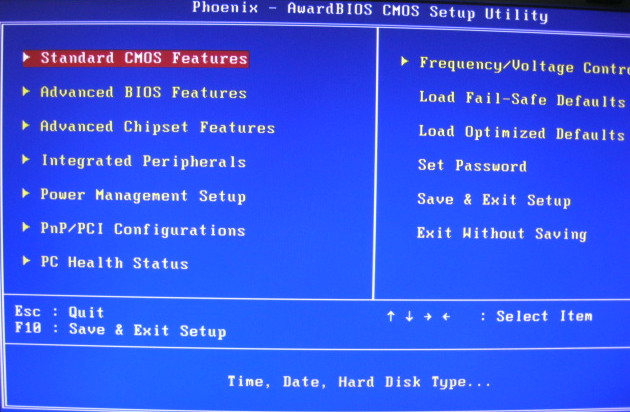 Phoenix - AwardBIOS CMOS Setup Utility
Standard CMOS Features
Advanced BIOS Features
Advanced Chipset Features
Integrated Peripherals
Power Management Setup
PnP/PCI Configurations
PC Health Status
Frequency/Voltage Contro
Load Fail-Safe Defaults
Load Optimized Defaults
Set Password
Save & Exit Setup
Exit Without Saving
Esc : Quit
F10 : Save & Exit Setup
↑ ↓ → ← : Select Item
Time, Date, Hard Disk Type...